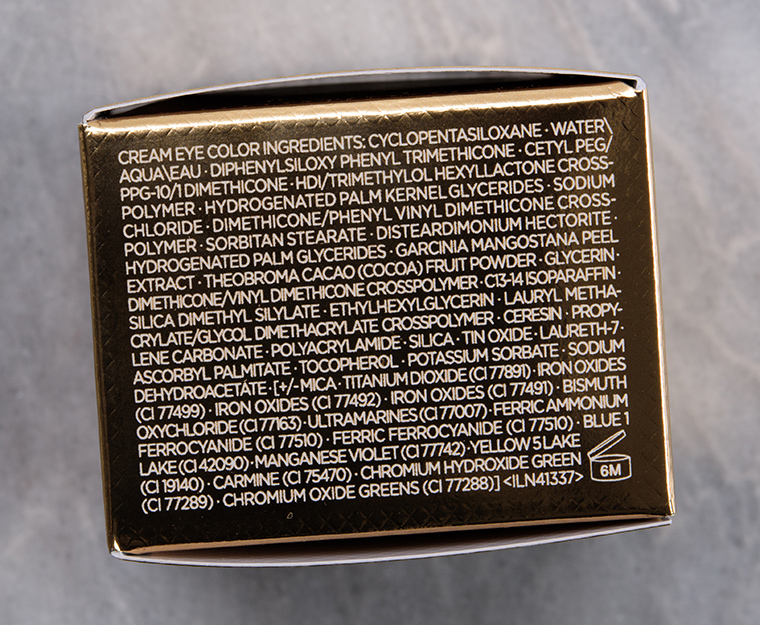 CREAM EYE COLOR INGREDIENTS: CYCLOPENTASILOXANE · WATER\
AQUA\EAU · DIPHENYLSILOXY PHENYL TRIMETHICONE · CETYL PEG/
PPG-10/1 DIMETHICONE · HDI/TRIMETHYLOL HEXYLLACTONE CROSS-
POLYMER · HYDROGENATED PALM KERNEL GLYCERIDES · SODIUM
CHLORIDE · DIMETHICONE/PHENYL VINYL DIMETHICONE CROSS-
POLYMER · SORBITAN STEARATE · DISTEARDIMONIUM HECTORITE ·
HYDROGENATED PALM GLYCERIDES · GARCINIA MANGOSTANA PEEL
EXTRACT · THEOBROMA CACAO (COCOA) FRUIT POWDER · GLYCERIN ·
DIMETHICONE/VINYL DIMETHICONE CROSSPOLYMER · C13-14 ISOPARAFFIN ·
SILICA DIMETHYL SILYLATE · ETHYLHEXYLGLYCERIN · LAURYL METHA-
CRYLATE/GLYCOL DIMETHACRYLATE CROSSPOLYMER · CERESIN · PROPY-
LENE CARBONATE · POLYACRYLAMIDE · SILICA · TIN OXIDE · LAURETH-7 ·
ASCORBYL PALMITATE · TOCOPHEROL · POTASSIUM SORBATE · SODIUM
DEHYDROACETATE · [+/- MICA · TITANIUM DIOXIDE (CI 77891) · IRON OXIDES
(CI 77499) · IRON OXIDES (CI 77492) · IRON OXIDES (CI 77491) · BISMUTH
OXYCHLORIDE (CI 77163) · ULTRAMARINES (CI 77007) · FERRIC AMMONIUM
FERROCYANIDE (CI 77510) · FERRIC FERROCYANIDE (CI 77510) · BLUE 1
LAKE (CI 42090) · MANGANESE VIOLET (CI 77742) · YELLOW 5 LAKE
(CI 19140) · CARMINE (CI 75470) · CHROMIUM HYDROXIDE GREEN
(CI 77289) · CHROMIUM OXIDE GREENS (CI 77288)] <ILN41337>
6M